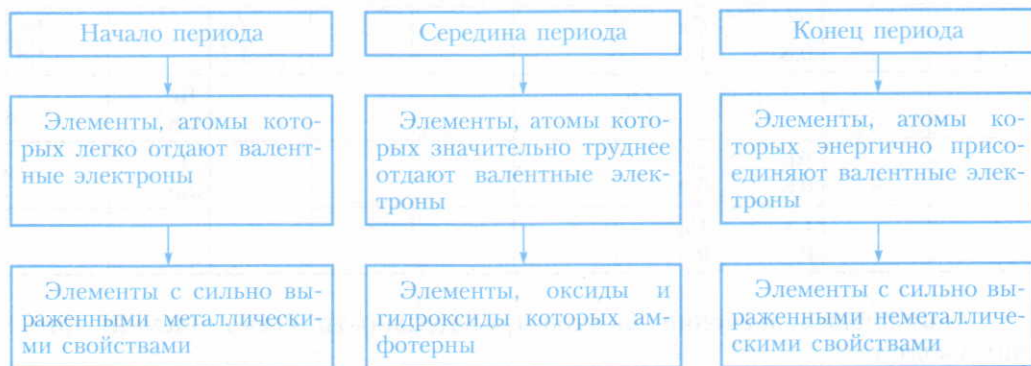 Начало периода
Середина периода
Конец периода
Элементы, атомы кото-
рых легко отдают валент-
ные электроны
Элементы, атомы кото-
рых значительно труднее
отдают валентные элек-
троны
Элементы, атомы ко-
торых энергично присо-
единяют валентные элек-
троны
Элементы с сильно вы-
раженными металлически-
ми свойствами
Элементы, оксиды и
гидроксиды которых ам-
фотерны
Элементы с сильно вы-
раженными неметалличе-
скими свойствами